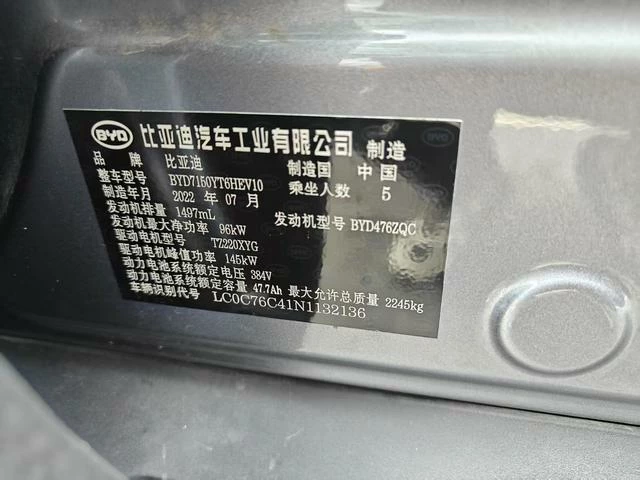 BYD 比亚迪汽车工业有限公司 制造
品牌 比亚迪 制造国 中国
整车型号 BYD7150YT6HEV10 乘坐人数 5
制造年月 2022 年 07 月
发动机排量 1497mL 发动机型号 BYD476ZQC
发动机最大净功率 96kW
驱动电机型号 TZ220XYG
驱动电机峰值功率 145kW
动力电池系统额定电压 384V
动力电池系统额定容量 47.7Ah 最大允许总质量 2245kg
车辆识别代号 LC0C76C41N1132136